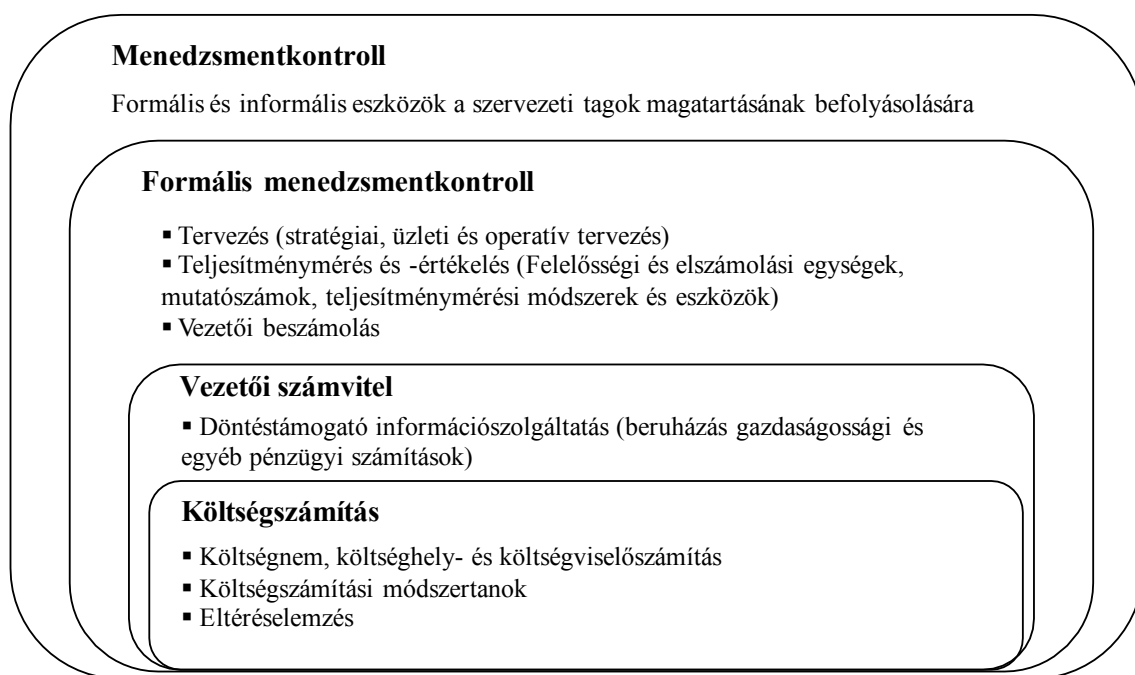 Menedzsmentkontroll
Formális és informális eszközök a szervezeti tagok magatartásának befolyásolására
Formális menedzsmentkontroll
▪ Tervezés (stratégiai, üzleti és operatív tervezés)
▪ Teljesítménymérés és -értékelés (Felelősségi és elszámolási egységek,
mutatószámok, teljesítménymérési módszerek és eszközök)
▪ Vezetői beszámolás
Vezetői számvitel
▪ Döntéstámogató információszolgáltatás (beruházás gazdaságossági és
egyéb pénzügyi számítások)
Költségszámítás
▪ Költségnem, költséghely- és költségviselőszámítás
▪ Költségszámítási módszertanok
▪ Eltéréselemzés